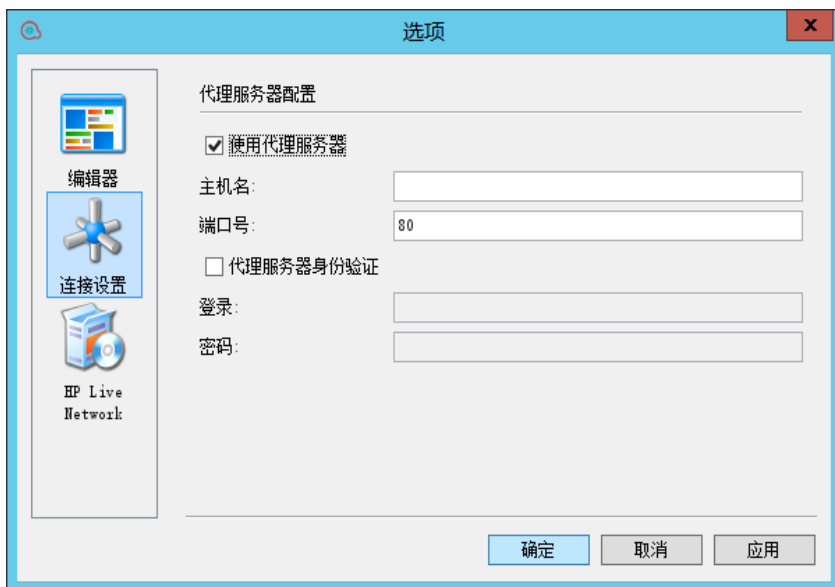 选项
x
编辑器
连接设置
HP Live
Network
代理服务器配置
使用代理服务器
主机名:
端口号:
80
代理服务器身份验证
登录:
密码:
确定
取消
应用